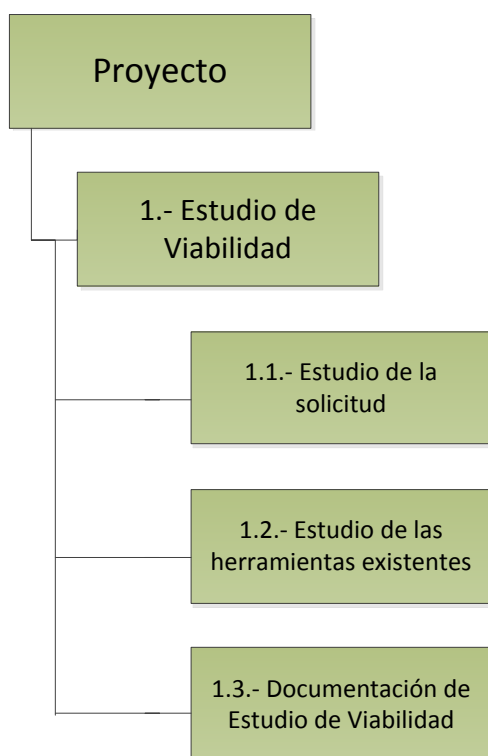 Proyecto
1.- Estudio de
Viabilidad
1.1.- Estudio de la
solicitud
1.2.- Estudio de las
herramientas existentes
1.3.- Documentación de
Estudio de Viabilidad